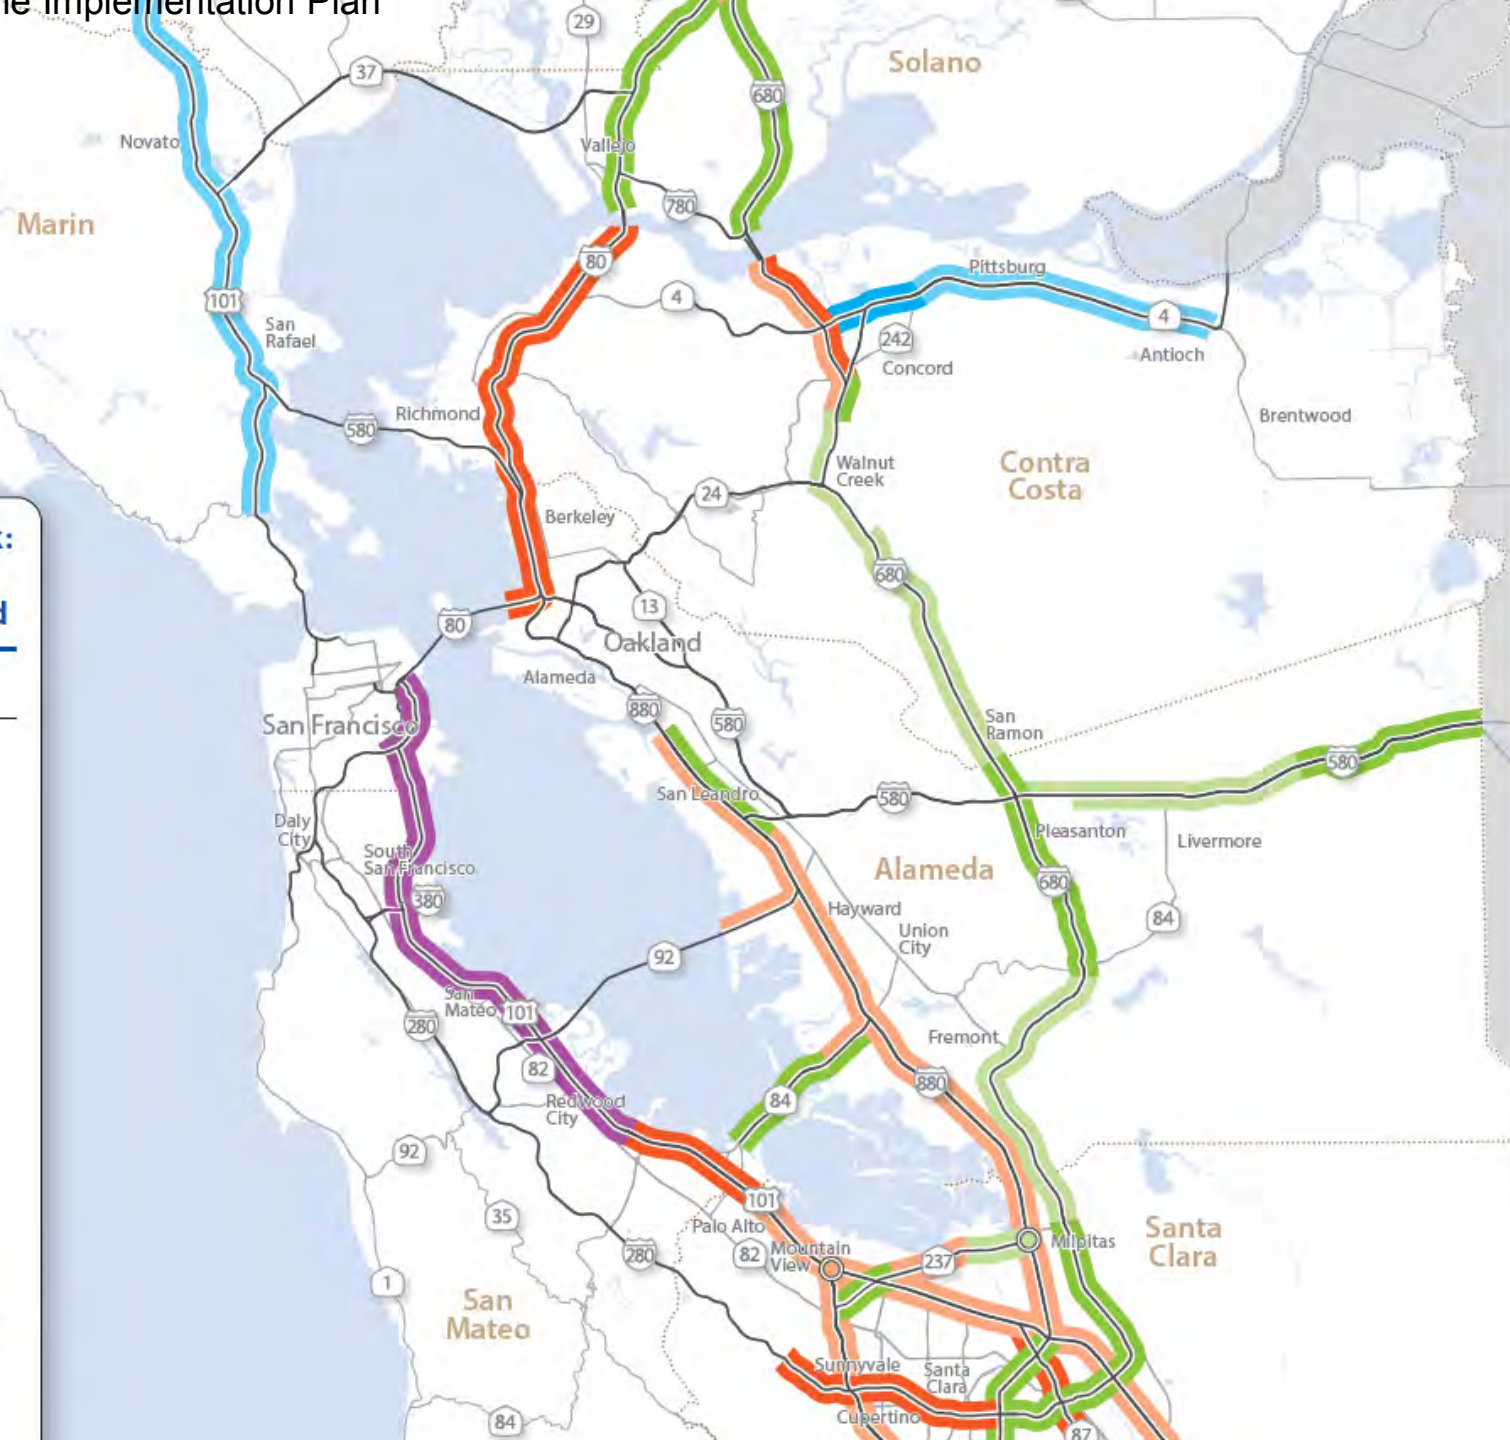 ne Implementation Plan
29
Solano
37
680
Novato
Vallejo
780
Marin
80
Pittsburg
4
4
101
San
Rafael
242
Concord
Antioch
Richmond
580
Brentwood
Walnut
Creek
Contra
Costa
24
Berkeley
:
680
d
13
80
Oakland
Alameda
880
580
San Francisco
San
Ramon
580
San Leandro
580
Daly
City
Pleasanton
Livermore
South
San Francisco
Alameda
680
380
Hayward
84
Union
City
92
San
Mateo
101
280
Fremont
82
880
Redwood
City
84
92
101
35
Palo Alto
Santa
Clara
Milpitas
280
82
Mountain
View
237
1
San
Mateo
Sunnyvale
Santa
Clara
Cupertino
84
87